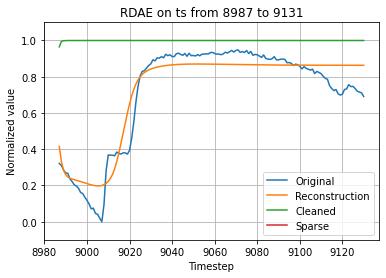 RDAE on ts from 8987 to 9131
Normalized value
1.0
0.8
0.6
0.4
0.2
0.0
Original
Reconstruction
Cleaned
Sparse
8980
9000
9020
9040
9060
9080
9100
9120
Timestep